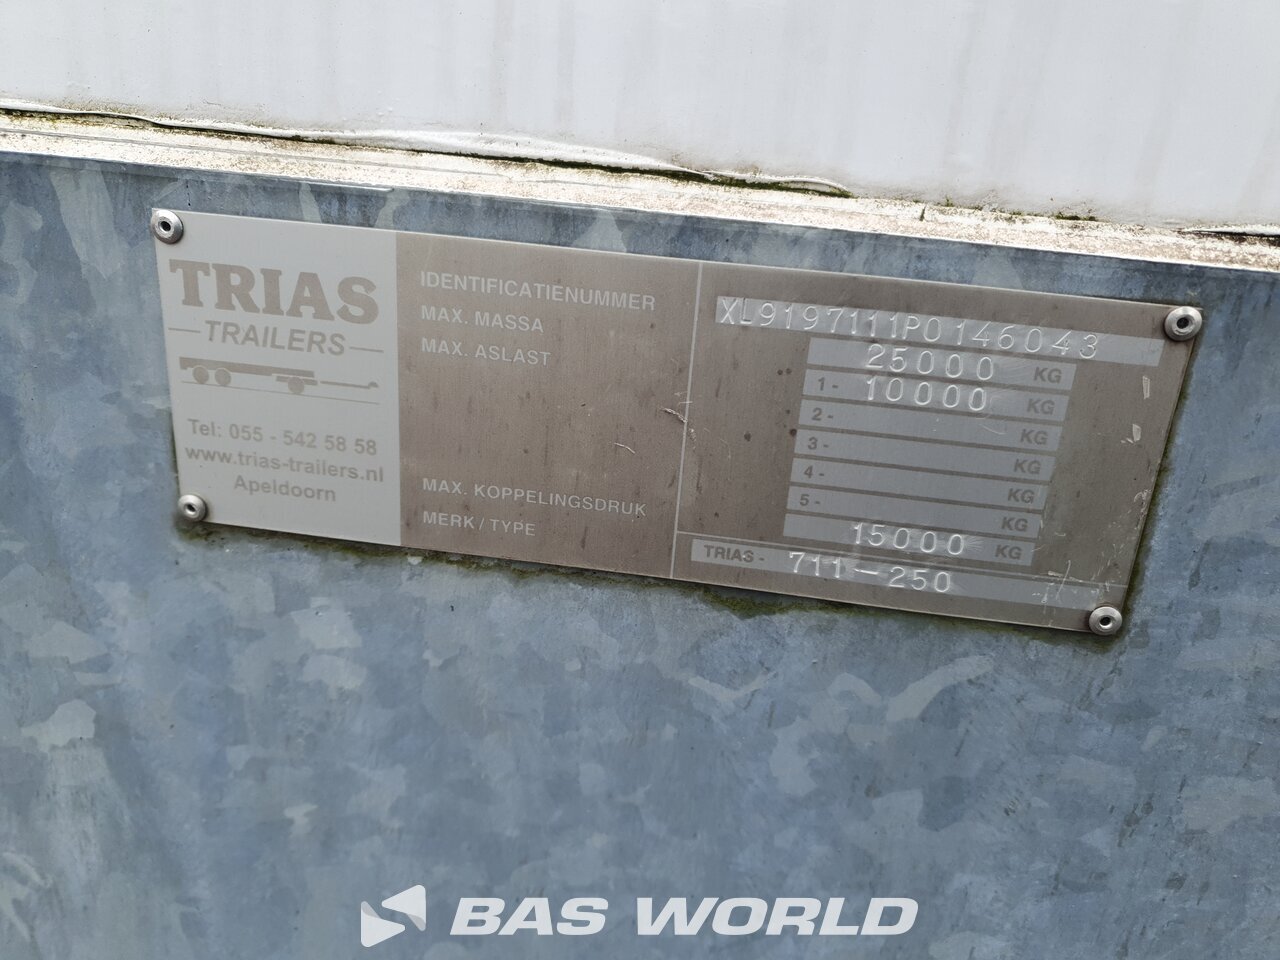 TRIAS
TRAILERS
Tel: 055 - 542 58 58
www.trias-trailers.nl
Apeldoorn
IDENTIFICATIENUMMER XL9197111P0146043
MAX. MASSA 25000 KG
MAX. ASLAST 1- 10000 KG
2- KG
3- KG
4- KG
5- KG
MAX. KOPPELINGSDRUK 15000 KG
MERK / TYPE TRIAS - 711-250
BAS WORLD